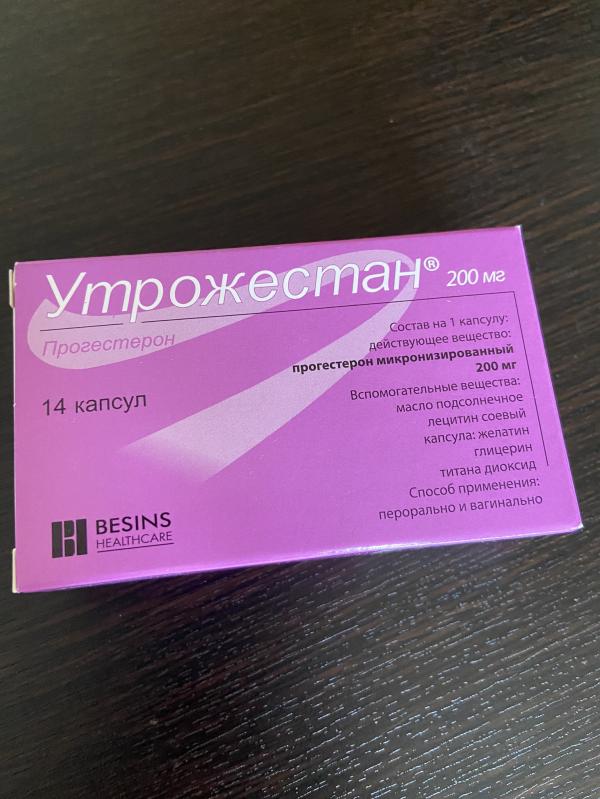 Утрожестан® 200 мг
Прогестерон
14 капсул
Состав на 1 капсулу:
действующее вещество:
прогестерон микронизированный
200 мг
Вспомогательные вещества:
масло подсолнечное
лецитин соевый
капсула: желатин
глицерин
титана диоксид
Способ применения:
перорально и вагинально
BESINS
HEALTHCARE